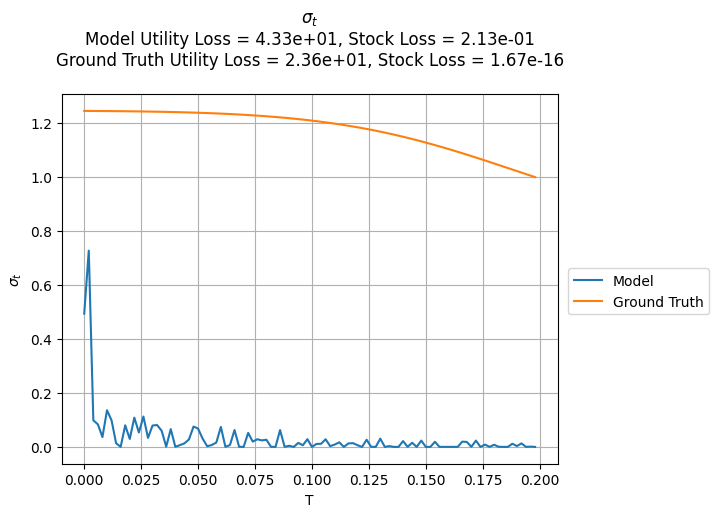 σt
Model Utility Loss = 4.33e+01, Stock Loss = 2.13e-01
Ground Truth Utility Loss = 2.36e+01, Stock Loss = 1.67e-16
1.2
1.0
0.8
0.6
0.4
0.2
0.0
σt
0.000 0.025 0.050 0.075 0.100 0.125 0.150 0.175 0.200
T
Model
Ground Truth